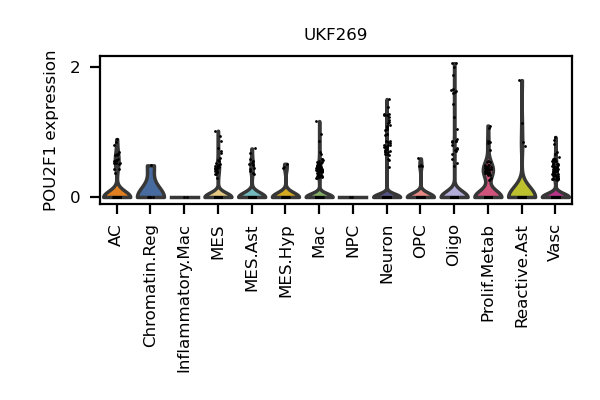 UKF269
POU2F1 expression
2
0
AC
Chromatin.Reg
Inflammatory.Mac
MES
MES.Ast
MES.Hyp
Mac
NPC
Neuron
OPC
Oligo
Prolif.Metab
Reactive.Ast
Vasc